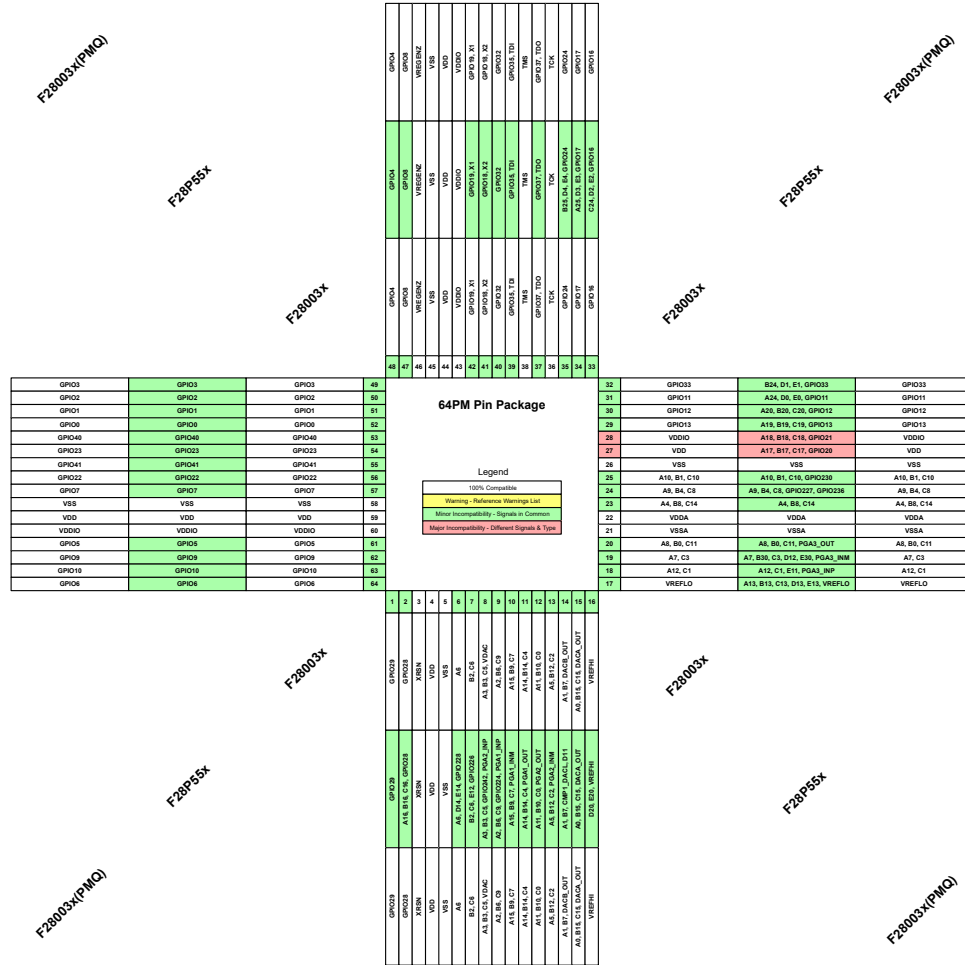 F28003x(PMQ)
F28P55x
F28003x
F28003x(PMQ)
F28P55x
F28003x
GPIO4
GPIO8
VREGENZ
VSS
VDD
VDDIO
GPIO19, X1
GPIO18, X2
GPIO32
GPIO35, TDI
TMS
GPIO37, TDO
TCK
GPIO24
GPIO17
GPIO16
GPIO4
GPIO8
VREGENZ
VSS
VDD
VDDIO
GPIO19, X1
GPIO18, X2
GPIO32
GPIO35, TDI
TMS
GPIO37, TDO
TCK
B25, D4, E4, GPIO24
A25, D3, E3, GPIO17
C24, D2, E2, GPIO16
GPIO4
GPIO8
VREGENZ
VSS
VDD
VDDIO
GPIO19, X1
GPIO18, X2
GPIO32
GPIO35, TDI
TMS
GPIO37, TDO
TCK
GPIO24
GPIO17
GPIO16
48 47 46 45 44 43 42 41 40 39 38 37 36 35 34 33
GPIO3 GPIO3 GPIO3 49
GPIO2 GPIO2 GPIO2 50
GPIO1 GPIO1 GPIO1 51
GPIO0 GPIO0 GPIO0 52
GPIO40 GPIO40 GPIO40 53
GPIO23 GPIO23 GPIO23 54
GPIO41 GPIO41 GPIO41 55
GPIO22 GPIO22 GPIO22 56
GPIO7 GPIO7 GPIO7 57
VSS VSS VSS 58
VDD VDD VDD 59
VDDIO VDDIO VDDIO 60
GPIO5 GPIO5 GPIO5 61
GPIO9 GPIO9 GPIO9 62
GPIO10 GPIO10 GPIO10 63
GPIO6 GPIO6 GPIO6 64
64PM Pin Package
Legend
100% Compatible
Warning - Reference Warnings List
Minor Incompatibility - Signals in Common
Major Incompatibility - Different Signals & Type
32 GPIO33 B24, D1, E1, GPIO33 GPIO33
31 GPIO11 A24, D0, E0, GPIO11 GPIO11
30 GPIO12 A20, B20, C20, GPIO12 GPIO12
29 GPIO13 A19, B19, C19, GPIO13 GPIO13
28 VDDIO A18, B18, C18, GPIO21 VDDIO
27 VDD A17, B17, C17, GPIO20 VDD
26 VSS VSS VSS
25 A10, B1, C10 A10, B1, C10, GPIO230 A10, B1, C10
24 A9, B4, C8 A9, B4, C8, GPIO227, GPIO236 A9, B4, C8
23 A4, B8, C14 A4, B8, C14 A4, B8, C14
22 VDDA VDDA VDDA
21 VSSA VSSA VSSA
20 A8, B0, C11 A8, B0, C11, PGA3_OUT A8, B0, C11
19 A7, C3 A7, B30, C3, D12, E30, PGA3_INM A7, C3
18 A12, C1 A12, C1, E11, PGA3_INP A12, C1
17 VREFLO A13, B13, C13, D13, E13, VREFLO VREFLO
1 2 3 4 5 6 7 8 9 10 11 12 13 14 15 16
GPIO29
GPIO28
XRSN
VDD
VSS
A6
B2, C6
A3, B3, C5, VDAC
A2, B6, C9
A15, B9, C7
A14, B14, C4
A11, B10, C0
A5, B12, C2
A1, B7, DACB_OUT
A0, B15, C15, DACA_OUT
VREFHI
GPIO29
A16, B16, C16, GPIO28
XRSN
VDD
VSS
A6, D14, E14, GPIO228
B2, C6, E12, GPIO226
A3, B3, C5, GPIO242, PGA2_INP
A2, B6, C9, GPIO224, PGA1_INP
A15, B9, C7, PGA1_INM
A14, B14, C4, PGA1_OUT
A11, B10, C0, PGA2_OUT
A5, B12, C2, PGA2_INM
A1, B7, CMP1_DACL, D11
A0, B15, C15, DACA_OUT
D20, E20, VREFHI
GPIO29
GPIO28
XRSN
VDD
VSS
A6
B2, C6
A3, B3, C5, VDAC
A2, B6, C9
A15, B9, C7
A14, B14, C4
A11, B10, C0
A5, B12, C2
A1, B7, DACB_OUT
A0, B15, C15, DACA_OUT
VREFHI
F28003x
F28P55x
F28003x(PMQ)
F28003x
F28P55x
F28003x(PMQ)